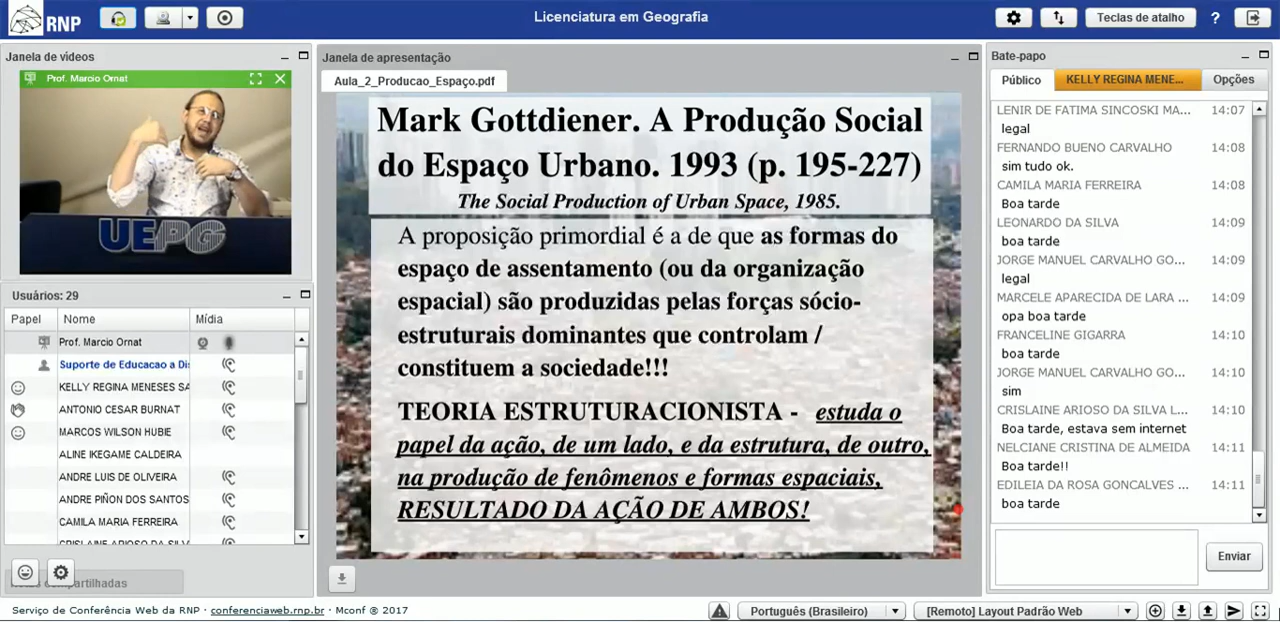 RNP
Licenciatura em Geografia
Teclas de atalho
?
Janela de vídeos
Prof. Marcio Ornat
UEPG
Usuários: 29
Papel Nome Mídia
Prof. Marcio Ornat
Suporte de Educacao a Di
KELLY REGINA MENESES SA
ANTONIO CESAR BURNAT
MARCOS WILSON HUBIE
ALINE IKEGAME CALDEIRA
ANDRE LUIS DE OLIVEIRA
ANDRE PIÑON DOS SANTOS
CAMILA MARIA FERREIRA
CRISLAINE ARIOSO DA SILV
compartilhadas
Janela de apresentação
Aula_2_Producao_Espaço.pdf
Mark Gottdiener. A Produção Social
do Espaço Urbano. 1993 (p. 195-227)
The Social Production of Urban Space, 1985.
A proposição primordial é a de que as formas do
espaço de assentamento (ou da organização
espacial) são produzidas pelas forças sócio-
estruturais dominantes que controlam /
constituem a sociedade!!!
TEORIA ESTRUTURACIONISTA - estuda o
papel da ação, de um lado, e da estrutura, de outro,
na produção de fenômenos e formas espaciais,
RESULTADO DA AÇÃO DE AMBOS!
Bate-papo
Público KELLY REGINA MENE... Opções
LENIR DE FATIMA SINCOSKI MA... 14:07
legal
FERNANDO BUENO CARVALHO 14:08
sim tudo ok.
CAMILA MARIA FERREIRA 14:08
Boa tarde
LEONARDO DA SILVA 14:09
boa tarde
JORGE MANUEL CARVALHO GO... 14:09
legal
MARCELE APARECIDA DE LARA ... 14:09
opa boa tarde
FRANCELINE GIGARRA 14:10
boa tarde
JORGE MANUEL CARVALHO GO... 14:10
sim
CRISLAINE ARIOSO DA SILVA L... 14:10
Boa tarde, estava sem internet
NELCIANE CRISTINA DE ALMEIDA 14:11
Boa tarde!!
EDILEIA DA ROSA GONCALVES ... 14:11
boa tarde
Enviar
Serviço de Conferência Web da RNP · conferenciaweb.rnp.br · Mconf ® 2017
Português (Brasileiro) [Remoto] Layout Padrão Web